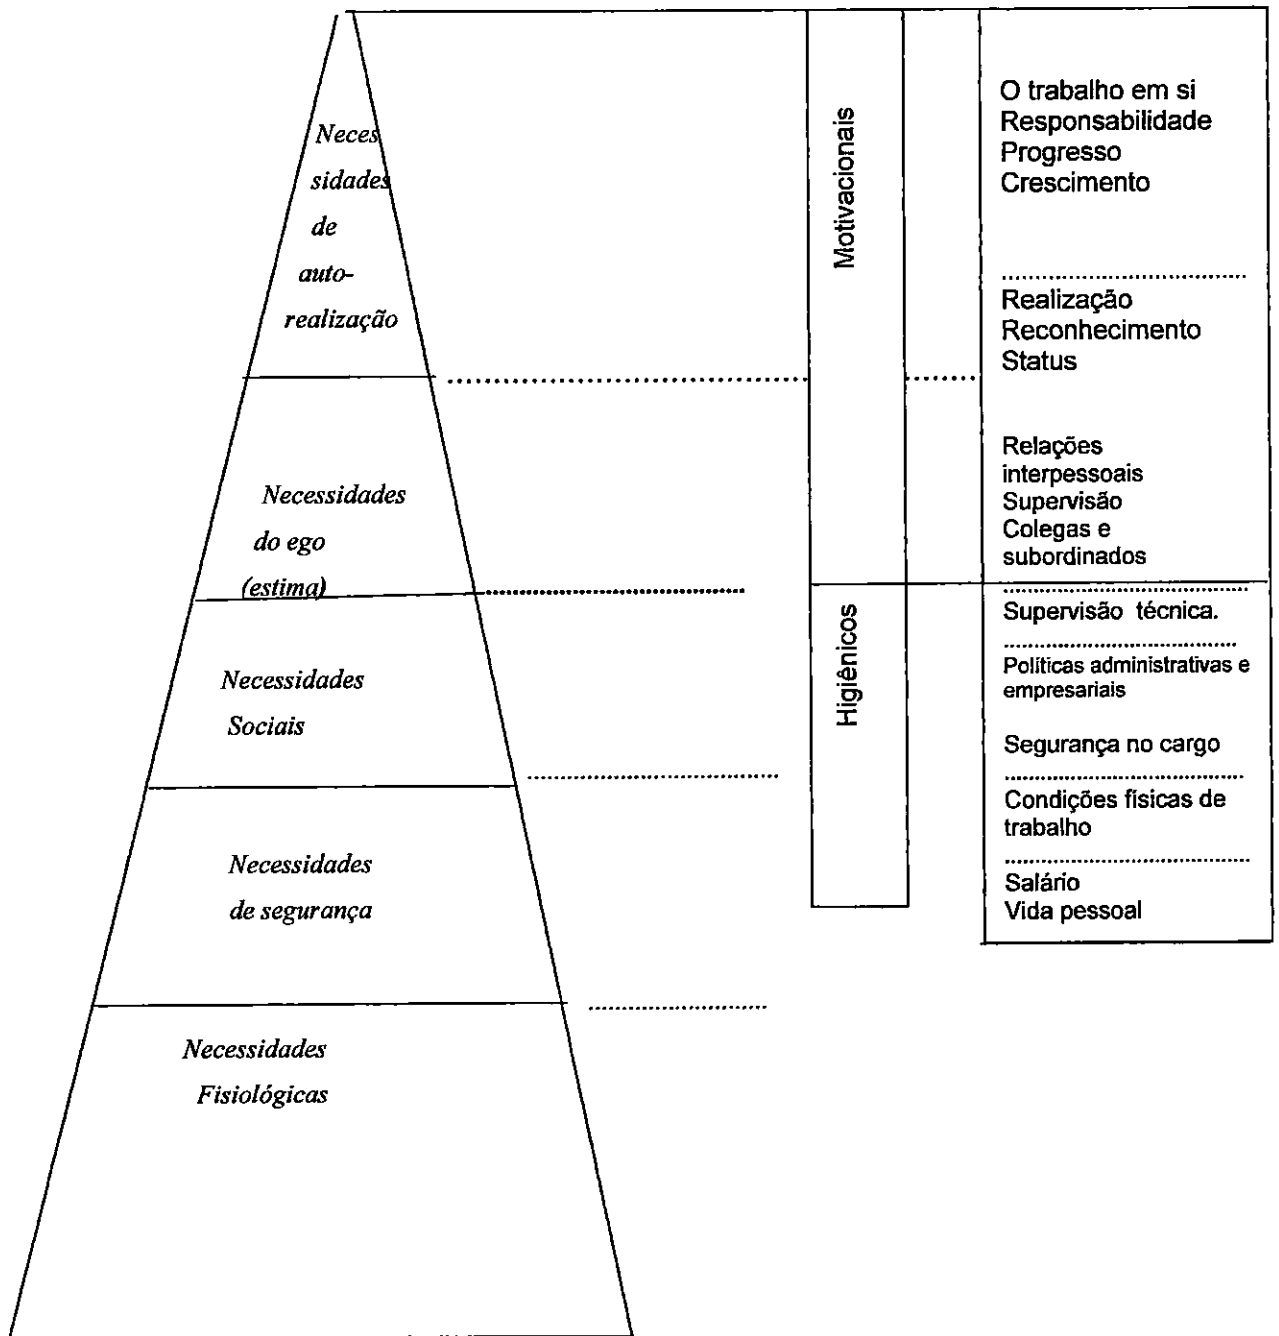 Neces
sidades
de
auto-
realização
Necessidades
do ego
(estima)
Necessidades
Sociais
Necessidades
de segurança
Necessidades
Fisiológicas
Motivacionais
Higiênicos
O trabalho em si
Responsabilidade
Progresso
Crescimento
Realização
Reconhecimento
Status
Relações
interpessoais
Supervisão
Colegas e
subordinados
Supervisão técnica.
Políticas administrativas e
empresariais
Segurança no cargo
Condições físicas de
trabalho
Salário
Vida pessoal